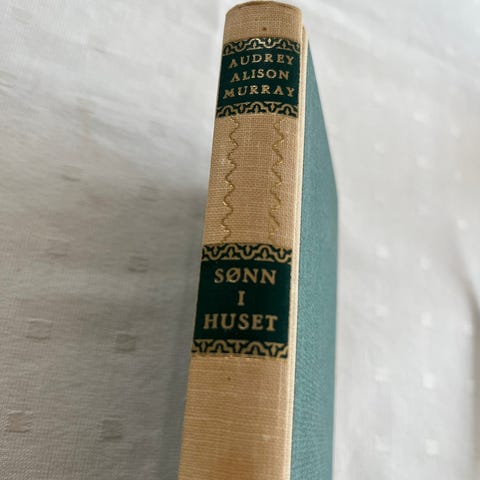 AUDREY
ALISON
MURRAY
SØNN
I
HUSET